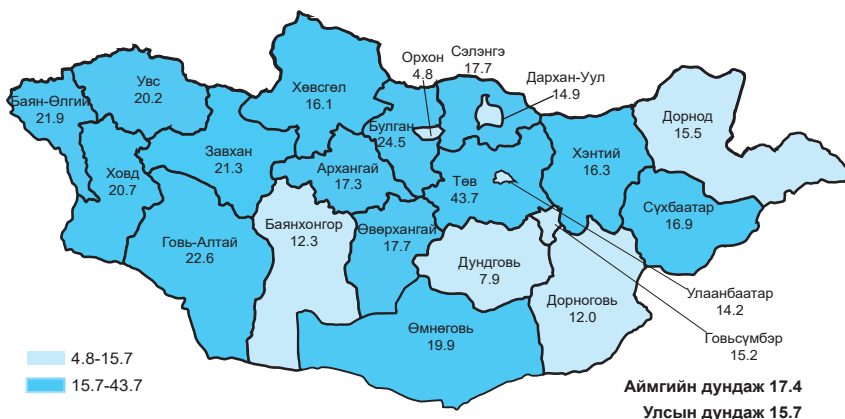 Орхон
4.8
Сэлэнгэ
17.7
Дархан-Уул
14.9
Увс
20.2
Хөвсгөл
16.1
Баян-Өлгий
21.9
Булган
24.5
Дорнод
15.5
Завхан
21.3
Архангай
17.3
Ховд
20.7
Төв
43.7
Хэнтий
16.3
Сүхбаатар
16.9
Говь-Алтай
22.6
Баянхонгор
12.3
Өвөрхангай
17.7
Дундговь
7.9
Дорноговь
12.0
Улаанбаатар
14.2
Говьсүмбэр
15.2
Өмнөговь
19.9
4.8-15.7
15.7-43.7
Аймгийн дундаж 17.4
Улсын дундаж 15.7